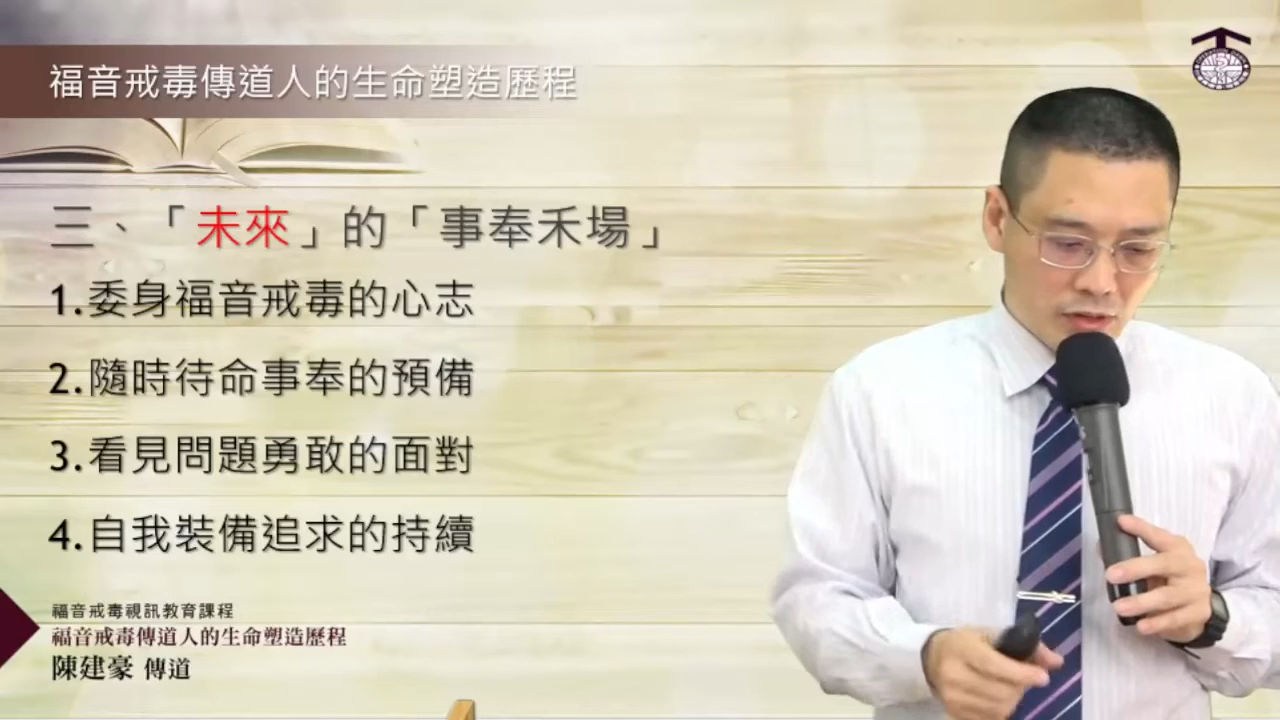 福音戒毒傳道人的生命塑造歷程
三、「未來」的「事奉禾場」
1.委身福音戒毒的心志
2.隨時待命事奉的預備
3.看見問題勇敢的面對
4.自我裝備追求的持續
福音戒毒視訊教育課程
福音戒毒傳道人的生命塑造歷程
陳建豪 傳道